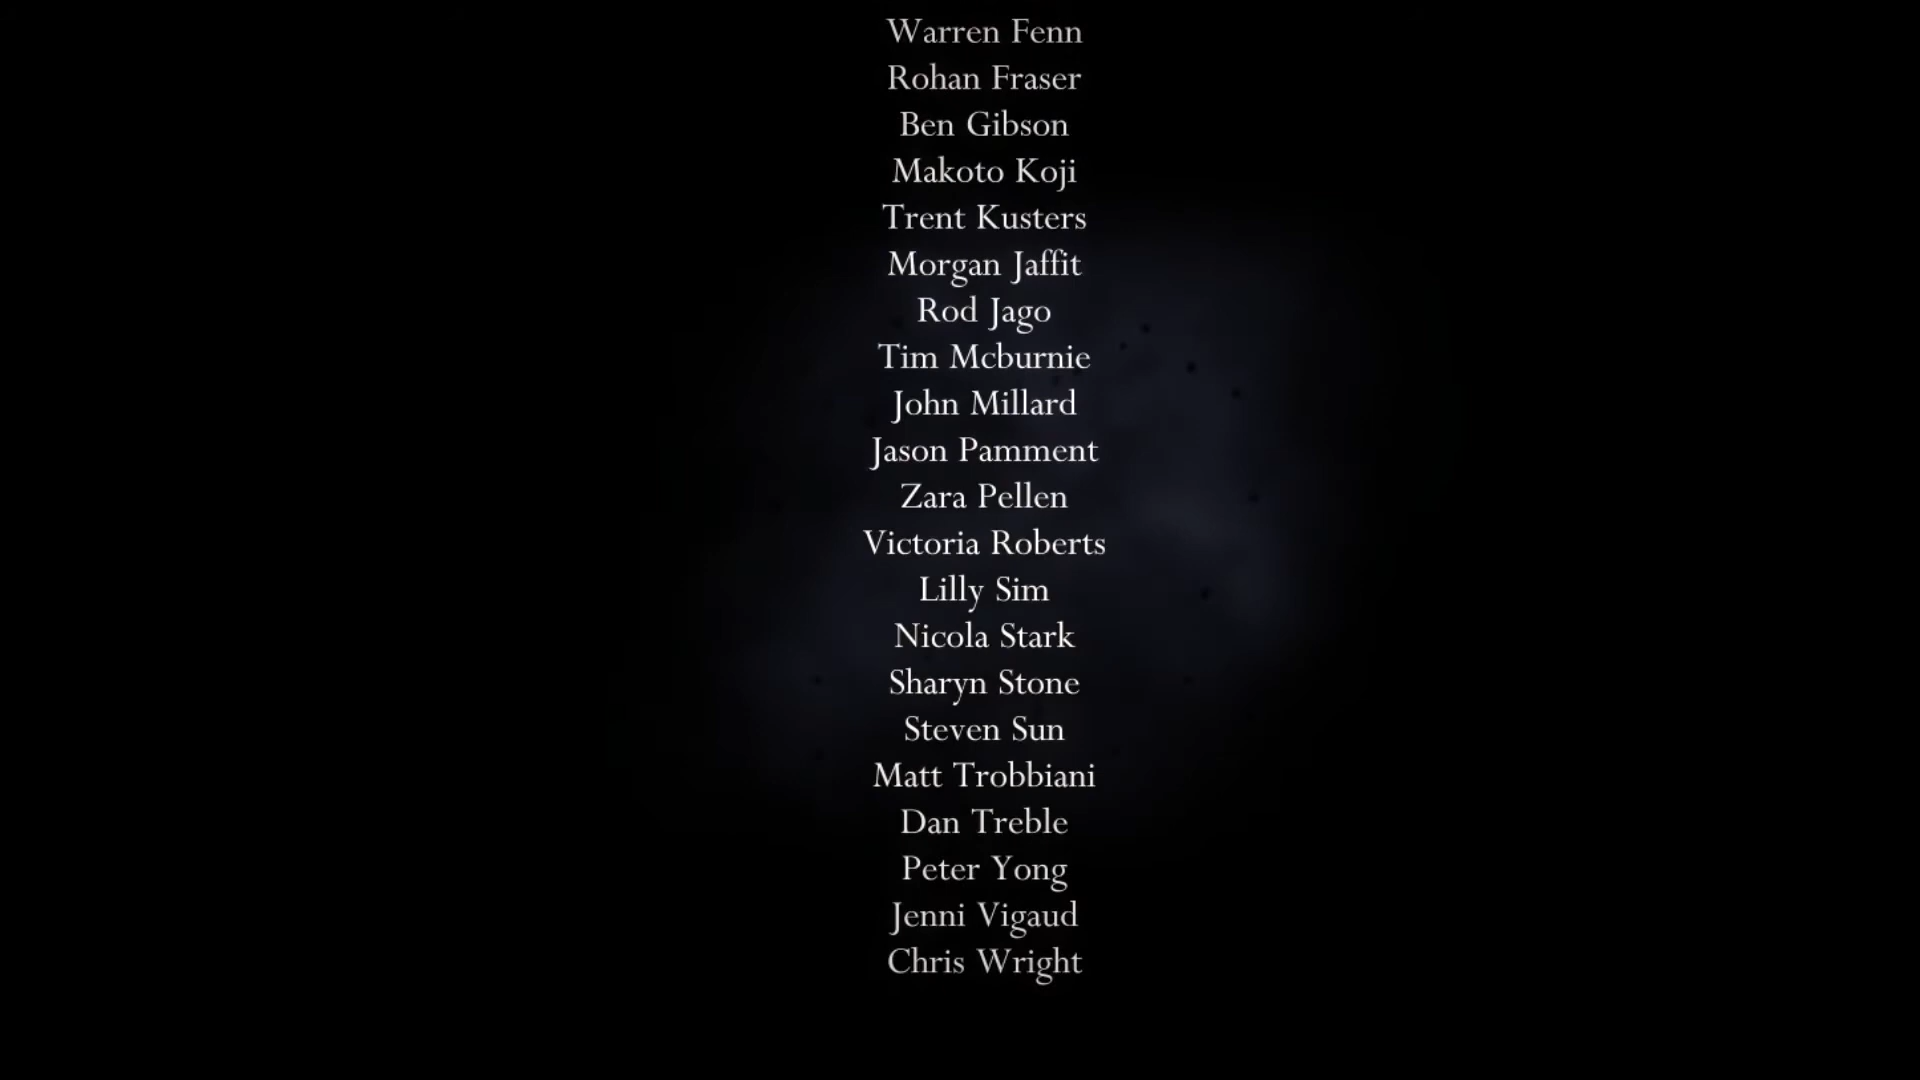 Warren Fenn
Rohan Fraser
Ben Gibson
Makoto Koji
Trent Kusters
Morgan Jaffit
Rod Jago
Tim Mcburnie
John Millard
Jason Pamment
Zara Pellen
Victoria Roberts
Lilly Sim
Nicola Stark
Sharyn Stone
Steven Sun
Matt Trobbiani
Dan Treble
Peter Yong
Jenni Vigaud
Chris Wright